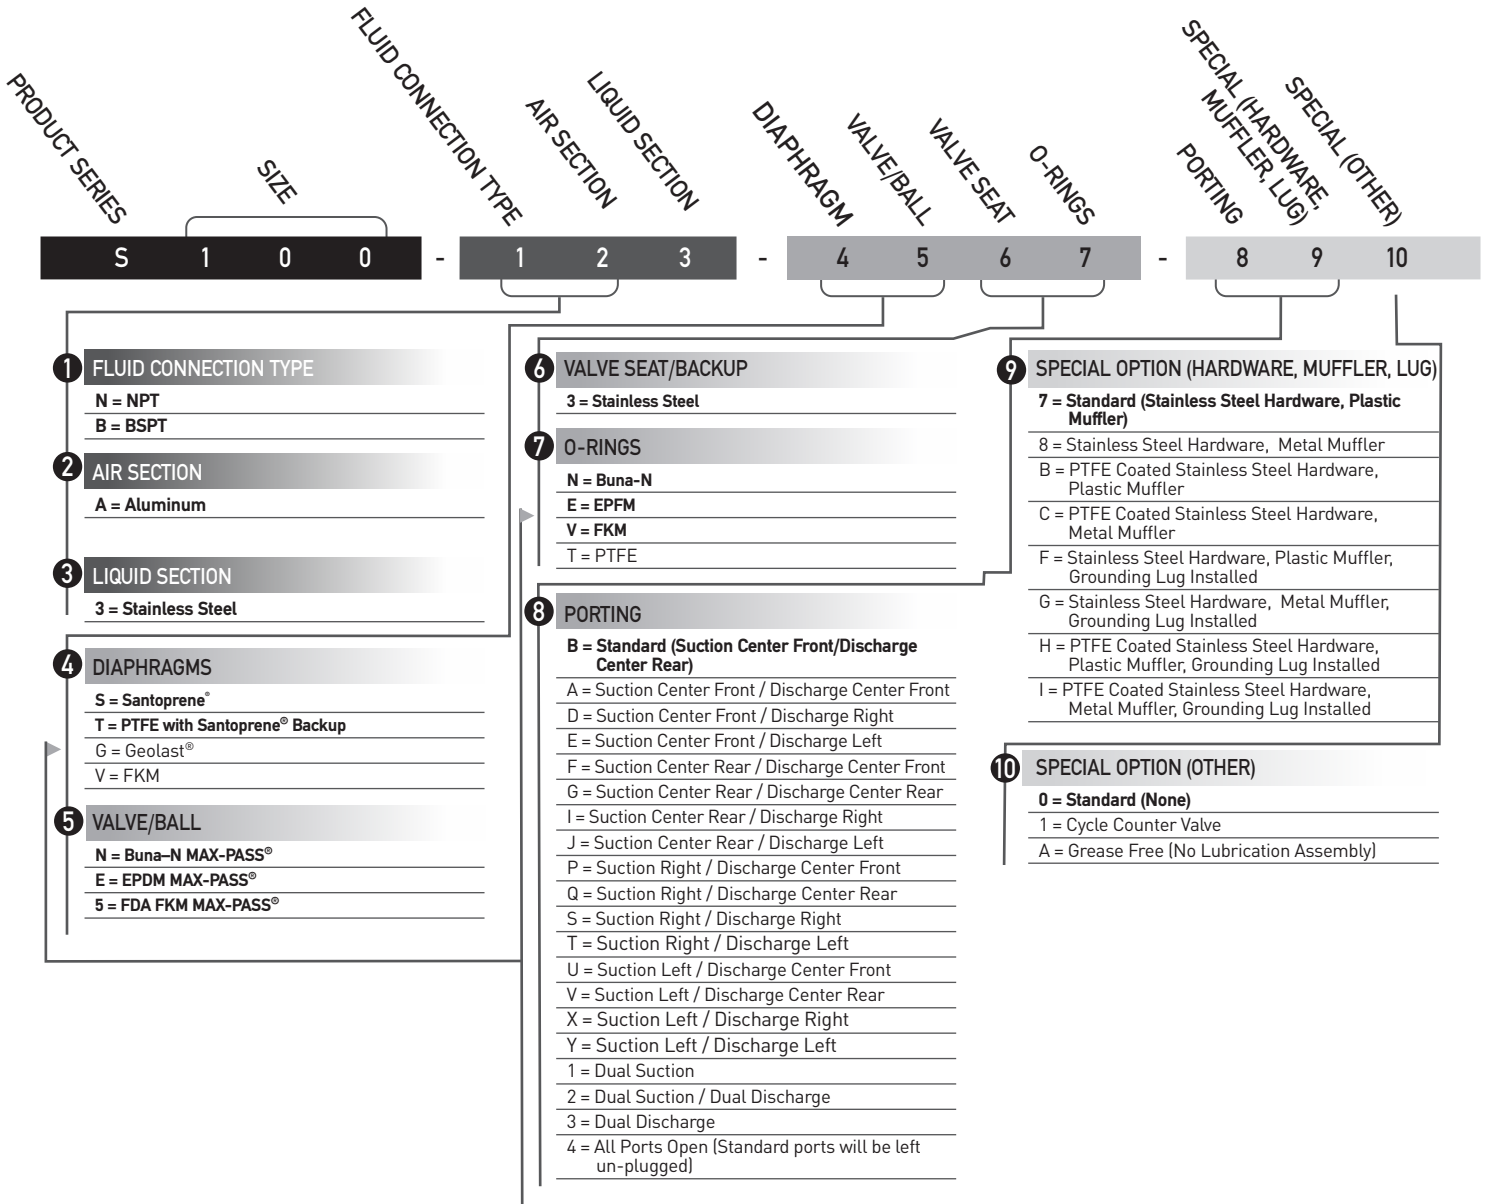 PRODUCT SERIES
SIZE
FLUID CONNECTION TYPE
AIR SECTION
LIQUID SECTION
DIAPHRAGM
VALVE/BALL
VALVE SEAT
O-RINGS
PORTING
SPECIAL (HARDWARE,
MUFFLER, LUG)
SPECIAL (OTHER)
S 1 0 0 - 1 2 3 - 4 5 6 7 - 8 9 10
1 FLUID CONNECTION TYPE
N = NPT
B = BSPT
2 AIR SECTION
A = Aluminum
3 LIQUID SECTION
3 = Stainless Steel
4 DIAPHRAGMS
S = Santoprene®
T = PTFE with Santoprene® Backup
G = Geolast®
V = FKM
5 VALVE/BALL
N = Buna–N MAX-PASS®
E = EPDM MAX-PASS®
5 = FDA FKM MAX-PASS®
6 VALVE SEAT/BACKUP
3 = Stainless Steel
7 O-RINGS
N = Buna-N
E = EPFM
V = FKM
T = PTFE
8 PORTING
B = Standard (Suction Center Front/Discharge
Center Rear)
A = Suction Center Front / Discharge Center Front
D = Suction Center Front / Discharge Right
E = Suction Center Front / Discharge Left
F = Suction Center Rear / Discharge Center Front
G = Suction Center Rear / Discharge Center Rear
I = Suction Center Rear / Discharge Right
J = Suction Center Rear / Discharge Left
P = Suction Right / Discharge Center Front
Q = Suction Right / Discharge Center Rear
S = Suction Right / Discharge Right
T = Suction Right / Discharge Left
U = Suction Left / Discharge Center Front
V = Suction Left / Discharge Center Rear
X = Suction Left / Discharge Right
Y = Suction Left / Discharge Left
1 = Dual Suction
2 = Dual Suction / Dual Discharge
3 = Dual Discharge
4 = All Ports Open (Standard ports will be left
un-plugged)
9 SPECIAL OPTION (HARDWARE, MUFFLER, LUG)
7 = Standard (Stainless Steel Hardware, Plastic
Muffler)
8 = Stainless Steel Hardware, Metal Muffler
B = PTFE Coated Stainless Steel Hardware,
Plastic Muffler
C = PTFE Coated Stainless Steel Hardware,
Metal Muffler
F = Stainless Steel Hardware, Plastic Muffler,
Grounding Lug Installed
G = Stainless Steel Hardware, Metal Muffler,
Grounding Lug Installed
H = PTFE Coated Stainless Steel Hardware,
Plastic Muffler, Grounding Lug Installed
I = PTFE Coated Stainless Steel Hardware,
Metal Muffler, Grounding Lug Installed
10 SPECIAL OPTION (OTHER)
0 = Standard (None)
1 = Cycle Counter Valve
A = Grease Free (No Lubrication Assembly)